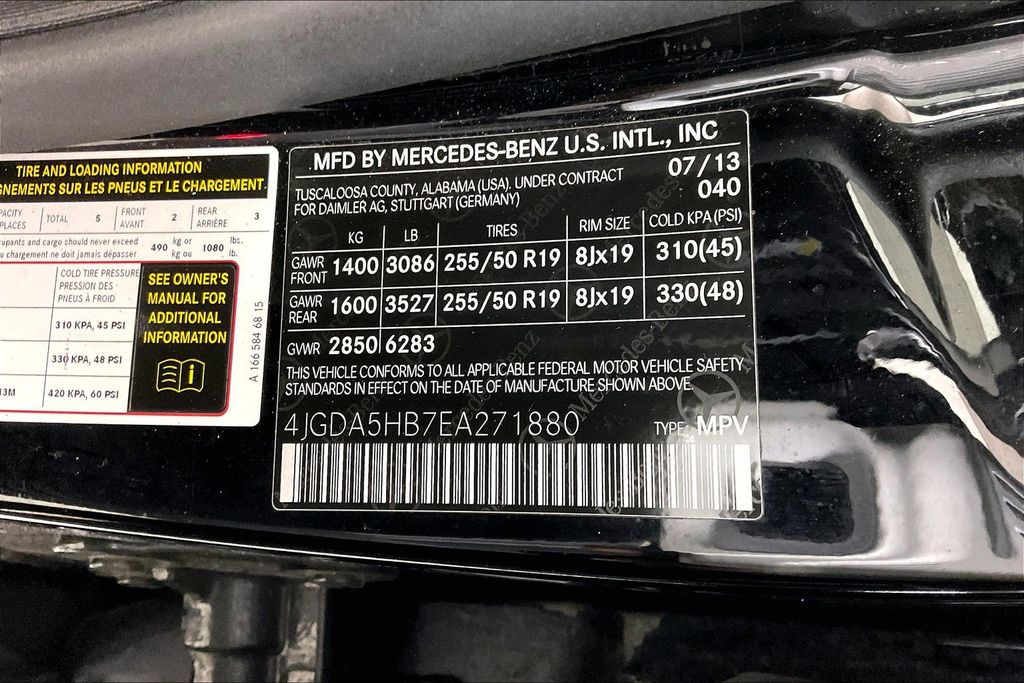 TIRE AND LOADING INFORMATION
GNEMENTS SUR LES PNEUS ET LE CHARGEMENT
PACITY TOTAL 5 FRONT 2 REAR 3
PLACES AVANT ARRIÈRE
upants and cargo should never exceed 490 kg or 1080 lbs.
u chargement ne doit jamais dépasser kg ou lb.
COLD TIRE PRESSURE
PRESSION DES
PNEUS À FROID
310 KPA, 45 PSI
330 KPA, 48 PSI
3M 420 KPA, 60 PSI
SEE OWNER'S
MANUAL FOR
ADDITIONAL
INFORMATION
A 166 584 68 15
MFD BY MERCEDES-BENZ U.S. INTL., INC
TUSCALOOSA COUNTY, ALABAMA (USA), UNDER CONTRACT
FOR DAIMLER AG, STUTTGART (GERMANY)
07/13
040
KG LB TIRES RIM SIZE COLD KPA (PSI)
GAWR FRONT 1400 3086 255/50 R19 8Jx19 310(45)
GAWR REAR 1600 3527 255/50 R19 8Jx19 330(48)
GVWR 2850 6283
THIS VEHICLE CONFORMS TO ALL APPLICABLE FEDERAL MOTOR VEHICLE SAFETY
STANDARDS IN EFFECT ON THE DATE OF MANUFACTURE SHOWN ABOVE.
4JGDA5HB7EA271880 TYPE: MPV